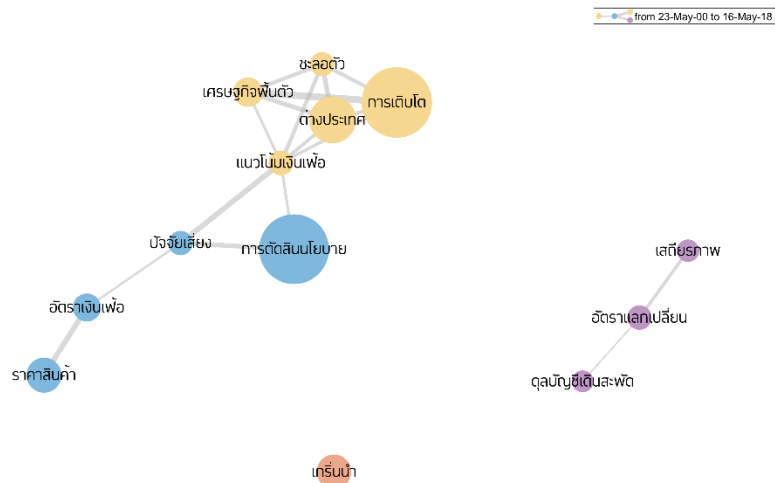 from 23-May-00 to 16-May-18
ชะลอตัว
เศรษฐกิจฟื้นตัว
การเติบโต
ต่างประเทศ
แนวโน้มเงินเฟ้อ
ปัจจัยเสี่ยง
การตัดสินนโยบาย
เสถียรภาพ
อัตราเงินเฟ้อ
อัตราแลกเปลี่ยน
ราคาสินค้า
ดุลบัญชีเดินสะพัด
เกริ่นนำ